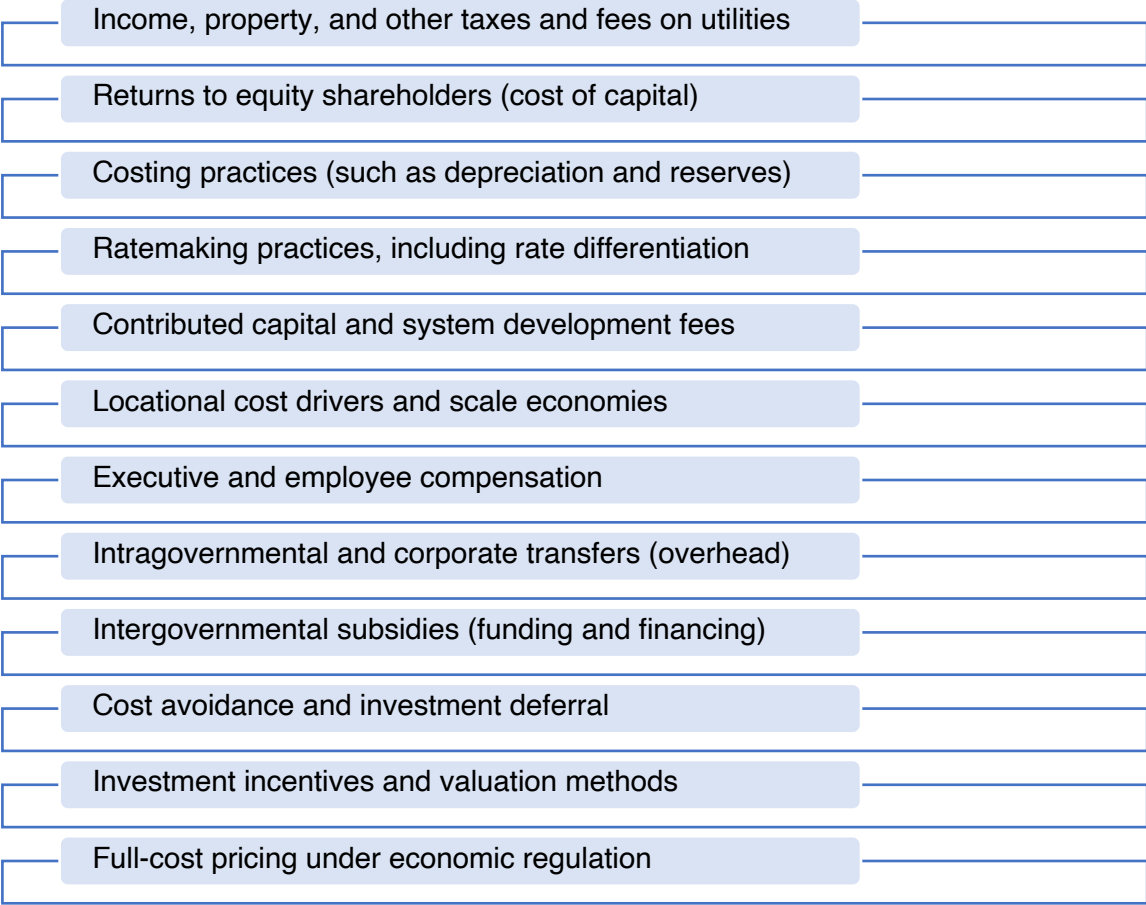 Income, property, and other taxes and fees on utilities
Returns to equity shareholders (cost of capital)
Costing practices (such as depreciation and reserves)
Ratemaking practices, including rate differentiation
Contributed capital and system development fees
Locational cost drivers and scale economies
Executive and employee compensation
Intragovernmental and corporate transfers (overhead)
Intergovernmental subsidies (funding and financing)
Cost avoidance and investment deferral
Investment incentives and valuation methods
Full-cost pricing under economic regulation